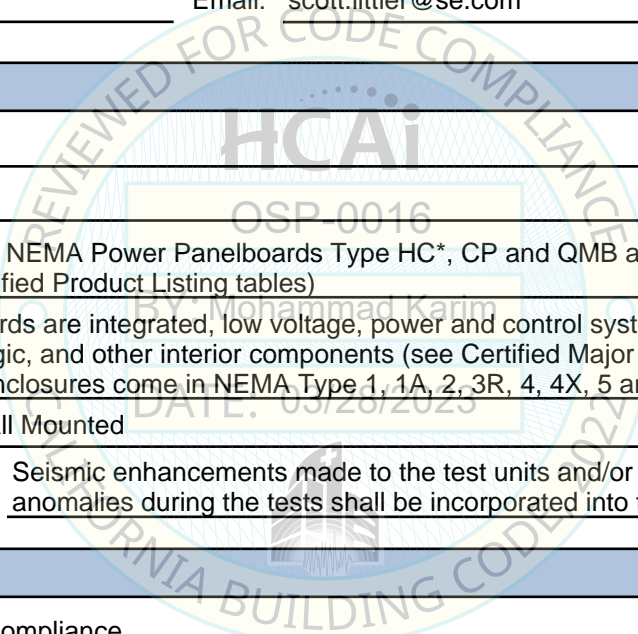 Email: scott.littler@se.com
REVIEWED FOR CODE COMPLIANCE
HCAi
OSP-0016
NEMA Power Panelboards Type HC*, CP and QMB a
fied Product Listing tables)
BY: Mohammad Karim
rds are integrated, low voltage, power and control syst
gic, and other interior components (see Certified Major
nclosures come in NEMA Type 1, 1A, 2, 3R, 4, 4X, 5 an
DATE: 03/28/2023
ll Mounted
Seismic enhancements made to the test units and/or
anomalies during the tests shall be incorporated into t
CALIFORNIA BUILDING CODE, 2022
ompliance